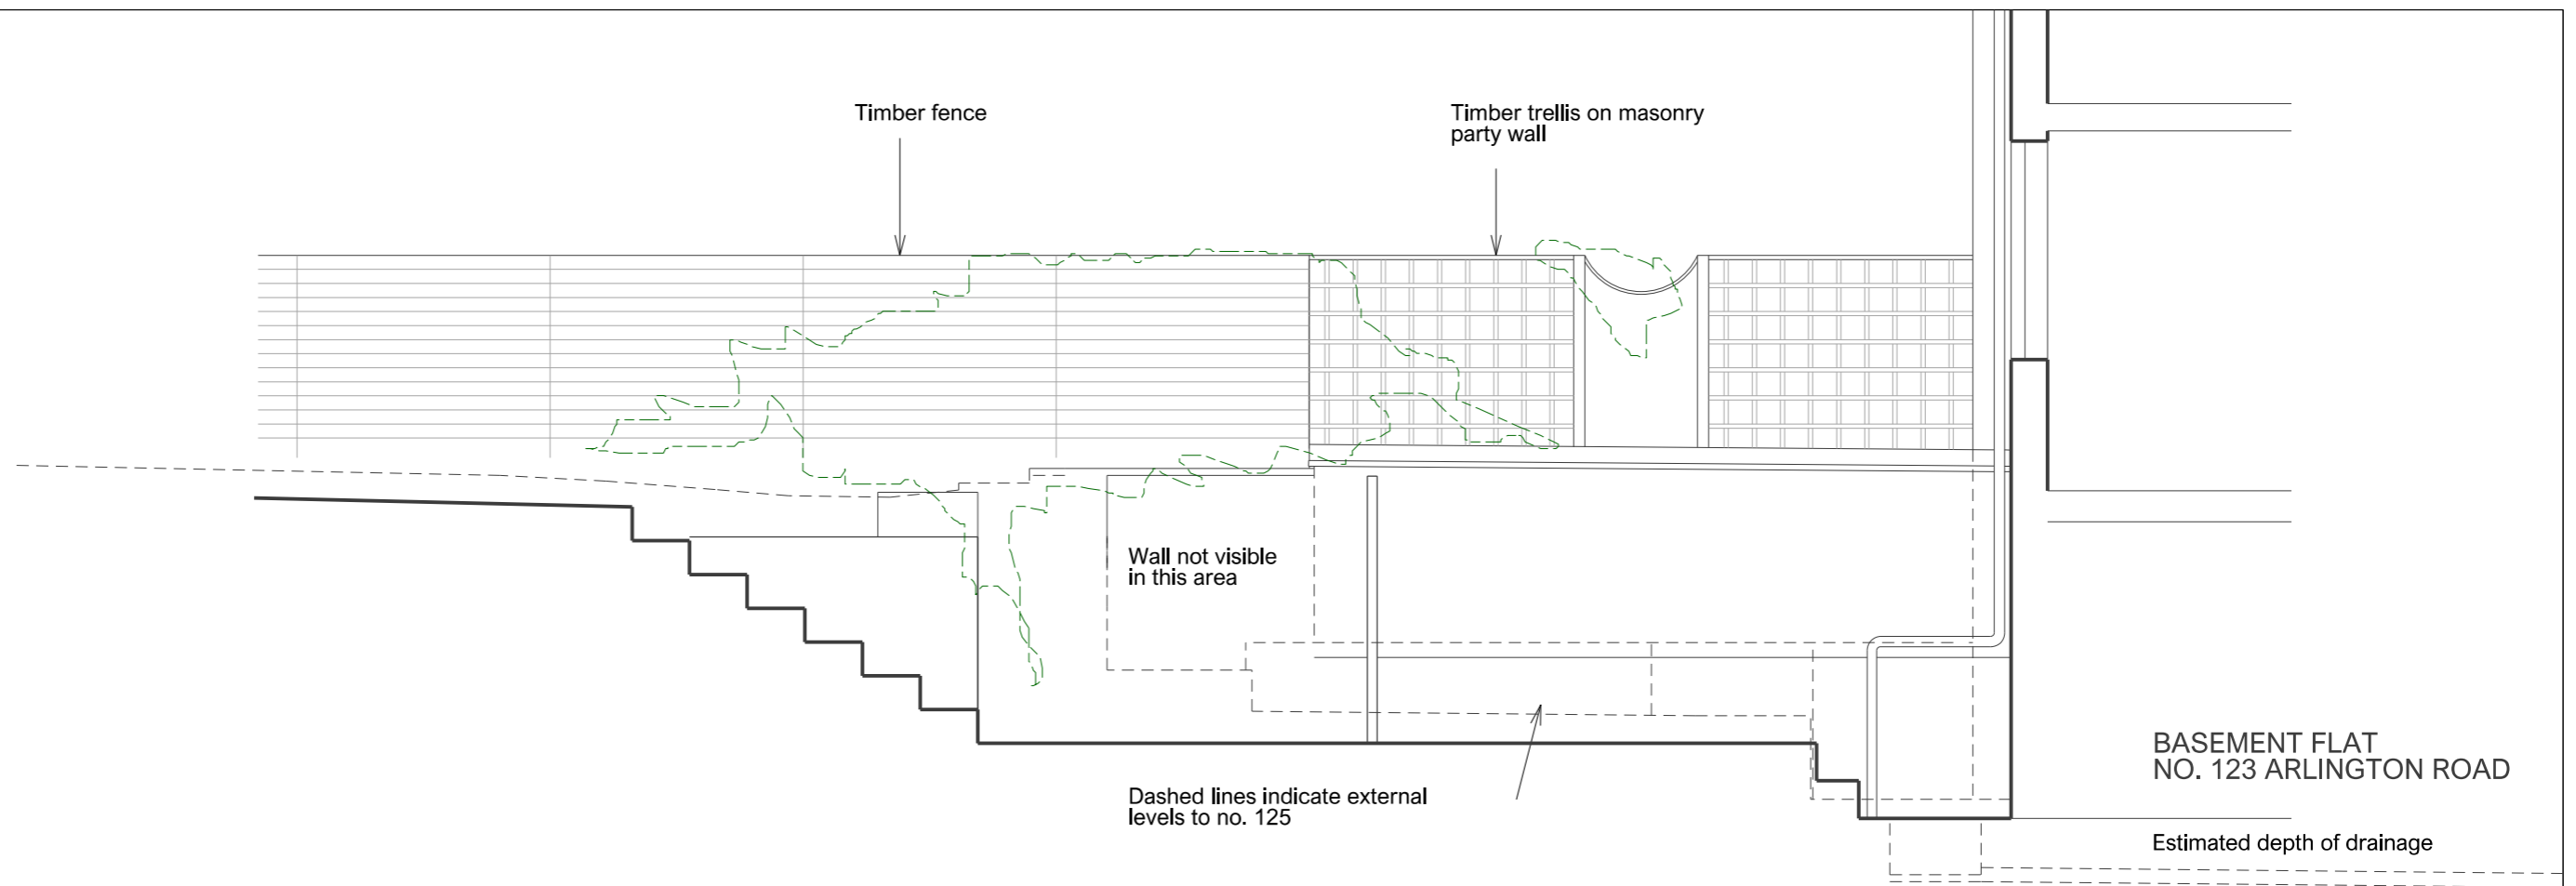 Timber fence
Timber trellis on masonry
party wall
Wall not visible
in this area
Dashed lines indicate external
levels to no. 125
BASEMENT FLAT
NO. 123 ARLINGTON ROAD
Estimated depth of drainage